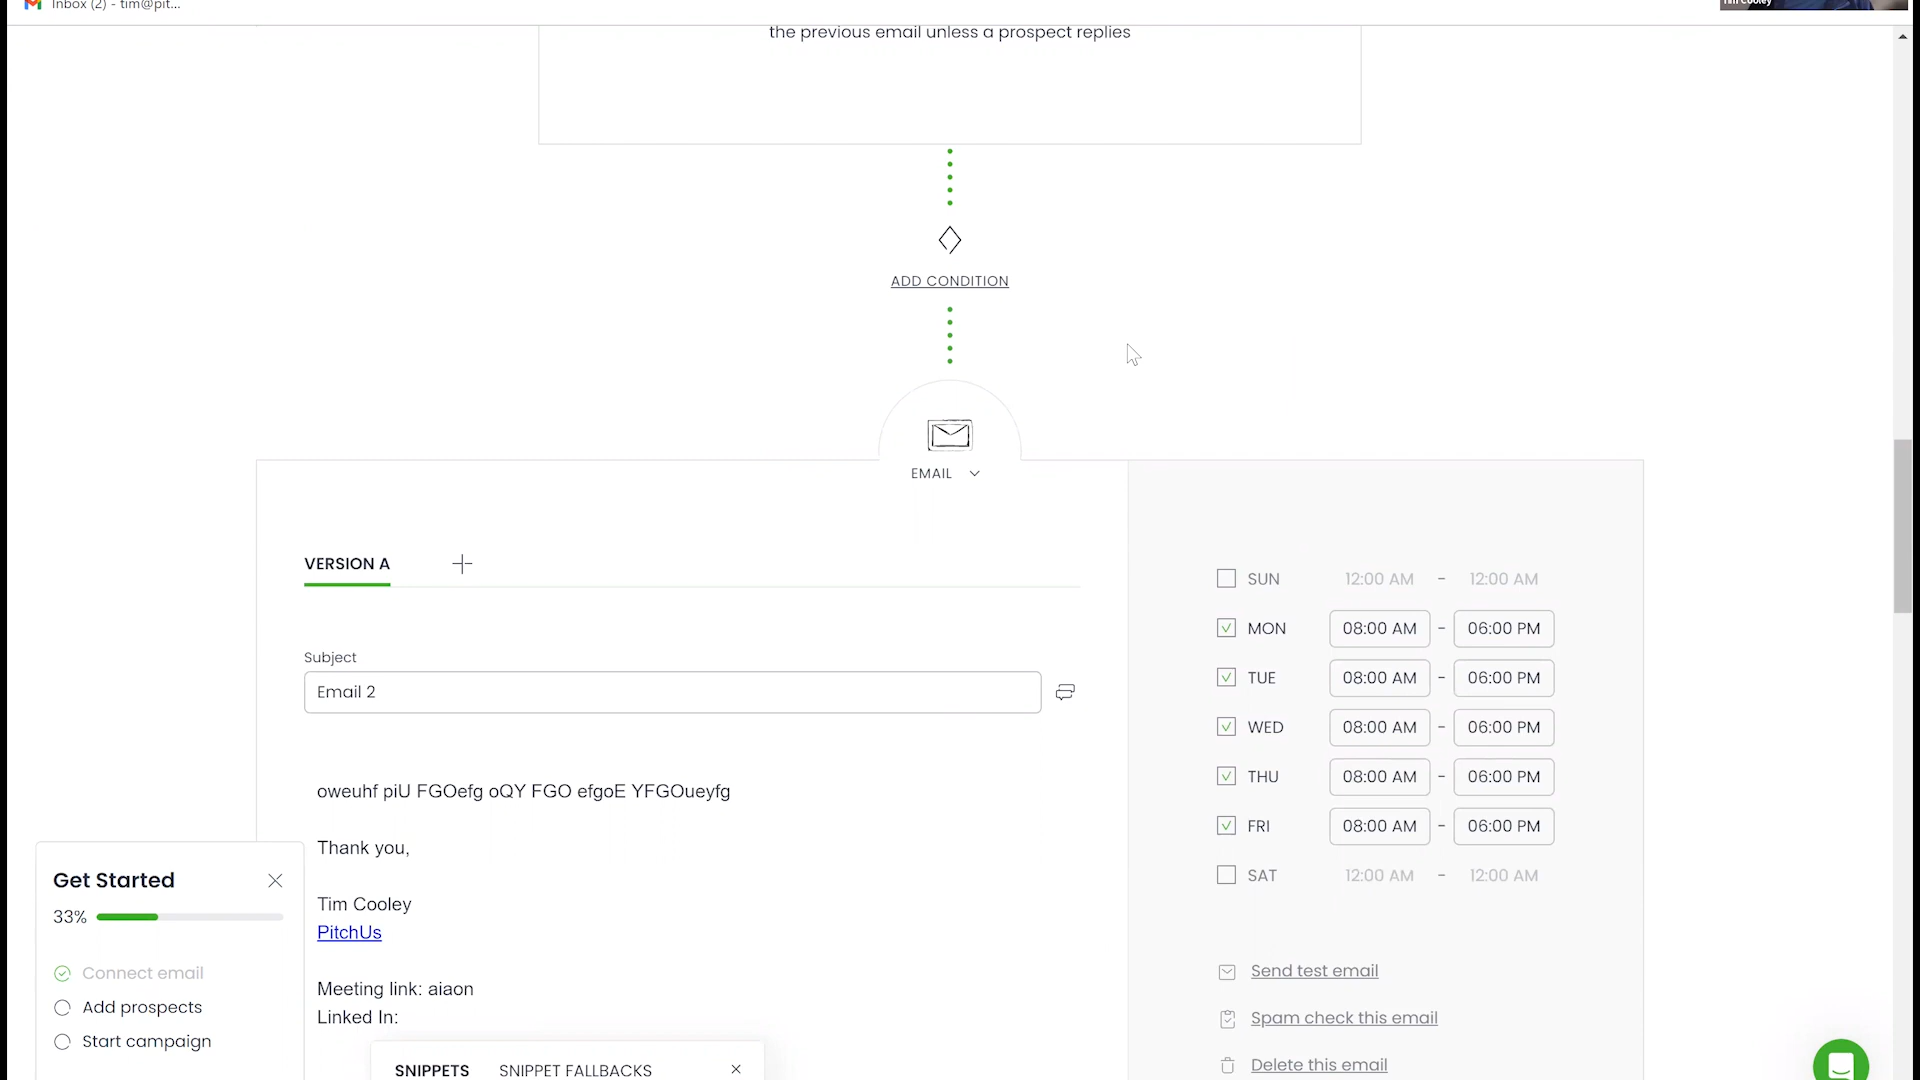 Inbox (2) - tim@pit...
Tim Cooley
the previous email unless a prospect replies
ADD CONDITION
EMAIL
VERSION A
Subject
Email 2
oweuhf piU FGOefg oQY FGO efgoE YFGOueyfg
Thank you,
Tim Cooley
PitchUs
Meeting link: aiaon
Linked In:
SUN 12:00 AM - 12:00 AM
MON 08:00 AM - 06:00 PM
TUE 08:00 AM - 06:00 PM
WED 08:00 AM - 06:00 PM
THU 08:00 AM - 06:00 PM
FRI 08:00 AM - 06:00 PM
SAT 12:00 AM - 12:00 AM
Send test email
Spam check this email
Delete this email
Get Started
33%
Connect email
Add prospects
Start campaign
SNIPPETS SNIPPET FALLBACKS